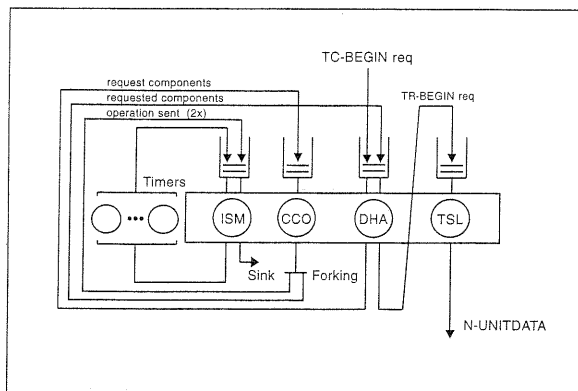 TC-BEGIN req
request components
requested components
TR-BEGIN req
operation sent (2x)
Timers
ISM
CCO
DHA
TSL
Sink
Forking
N-UNITDATA